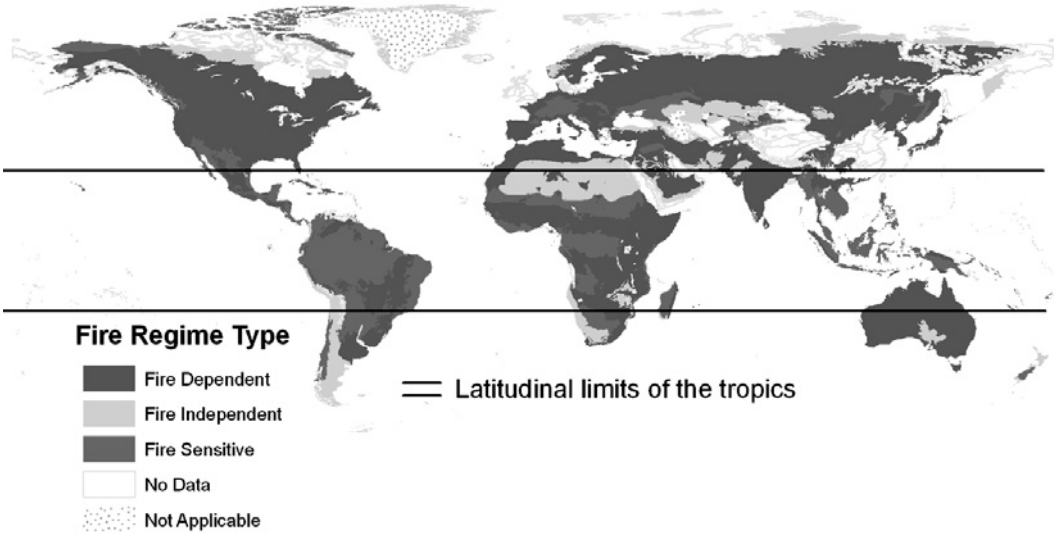 Fire Regime Type
Fire Dependent
Fire Independent
Fire Sensitive
No Data
Not Applicable
Latitudinal limits of the tropics